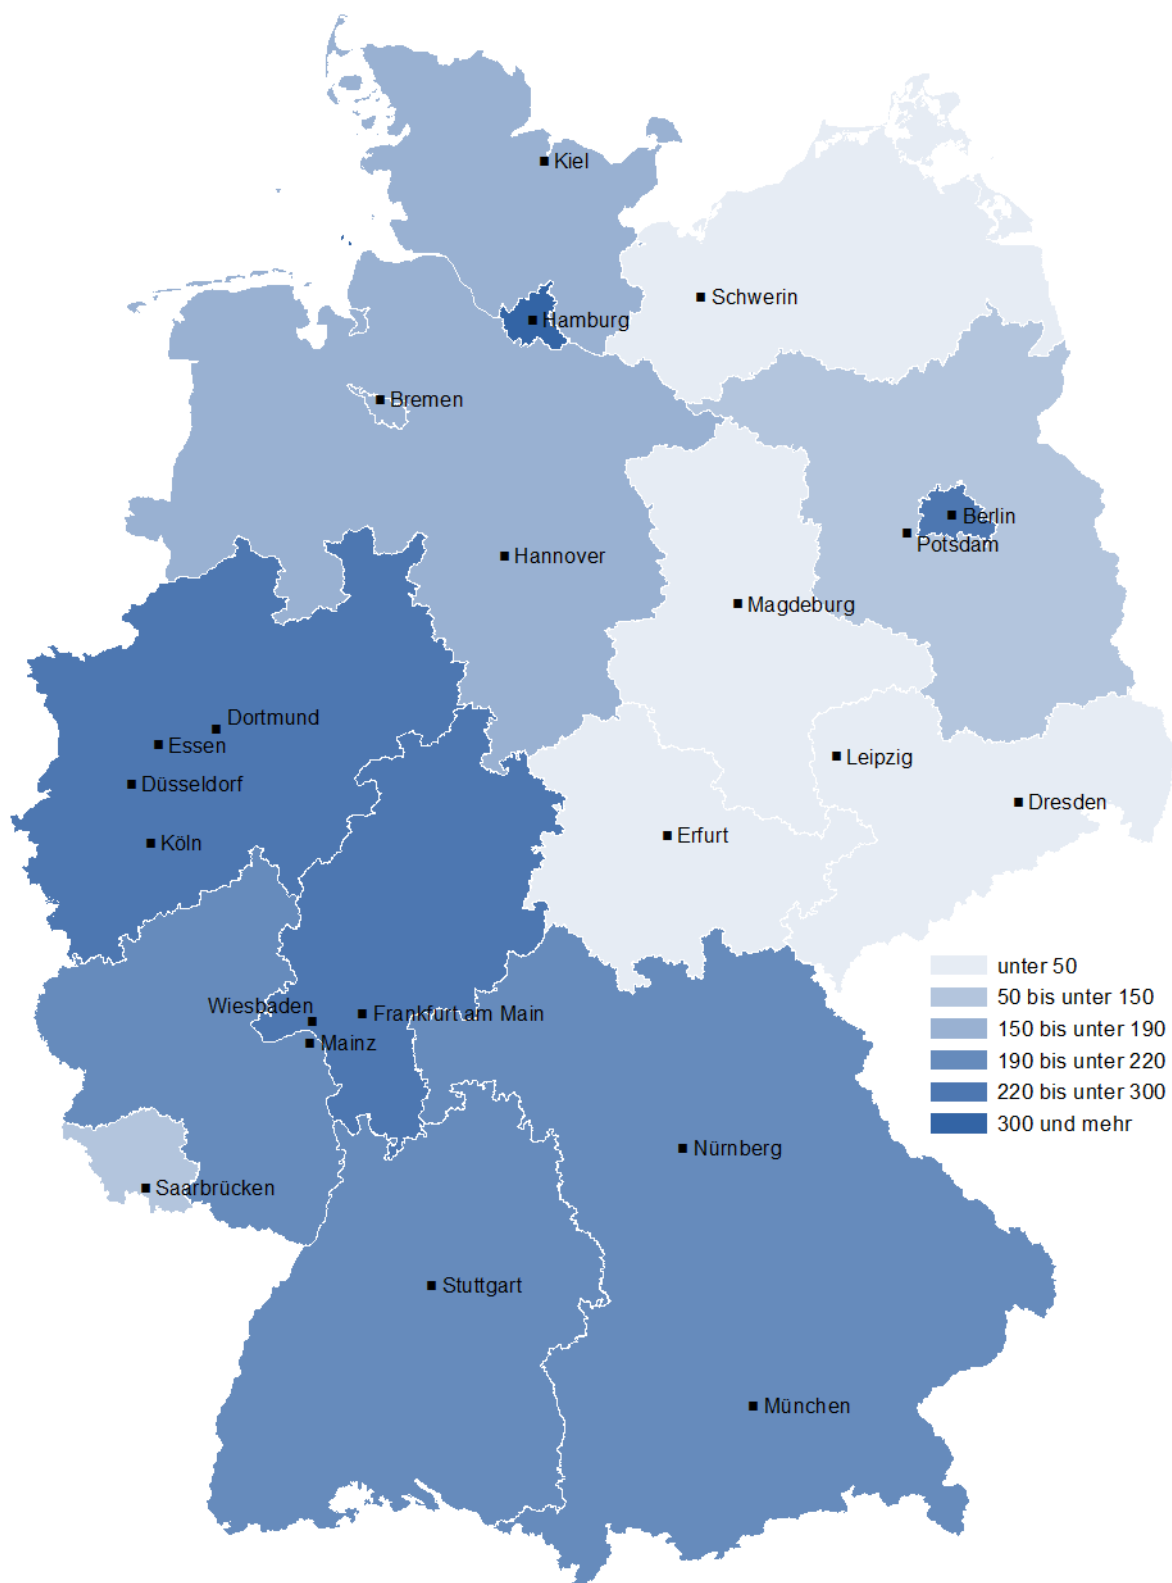 Kiel
Schwerin
Hamburg
Bremen
Berlin
Potsdam
Hannover
Magdeburg
Dortmund
Essen
Leipzig
Düsseldorf
Dresden
Köln
Erfurt
Wiesbaden
Frankfurt am Main
Mainz
unter 50
50 bis unter 150
150 bis unter 190
190 bis unter 220
220 bis unter 300
300 und mehr
Nürnberg
Saarbrücken
Stuttgart
München